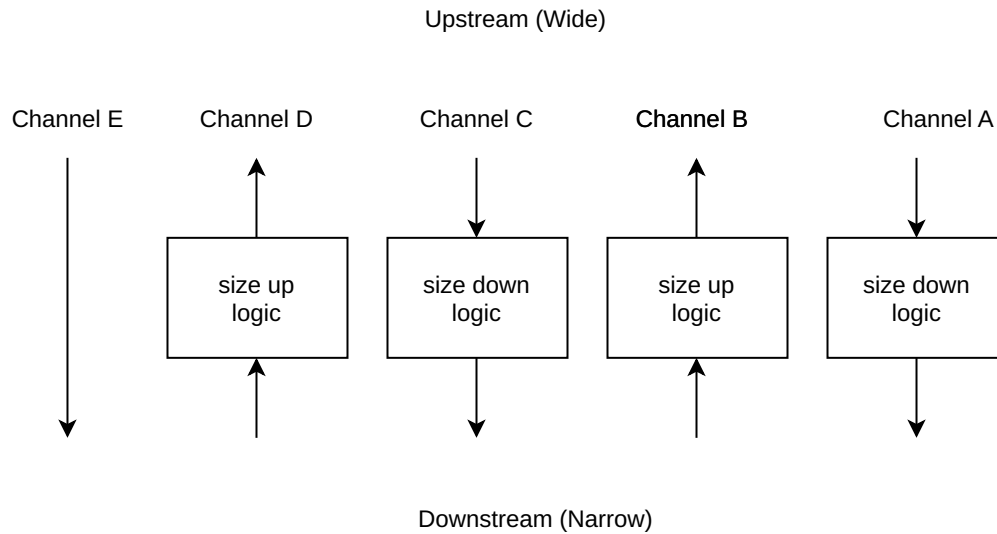 Upstream (Wide)
Channel E
Channel D
Channel C
Channel B
Channel A
size up
logic
size down
logic
size up
logic
size down
logic
Downstream (Narrow)